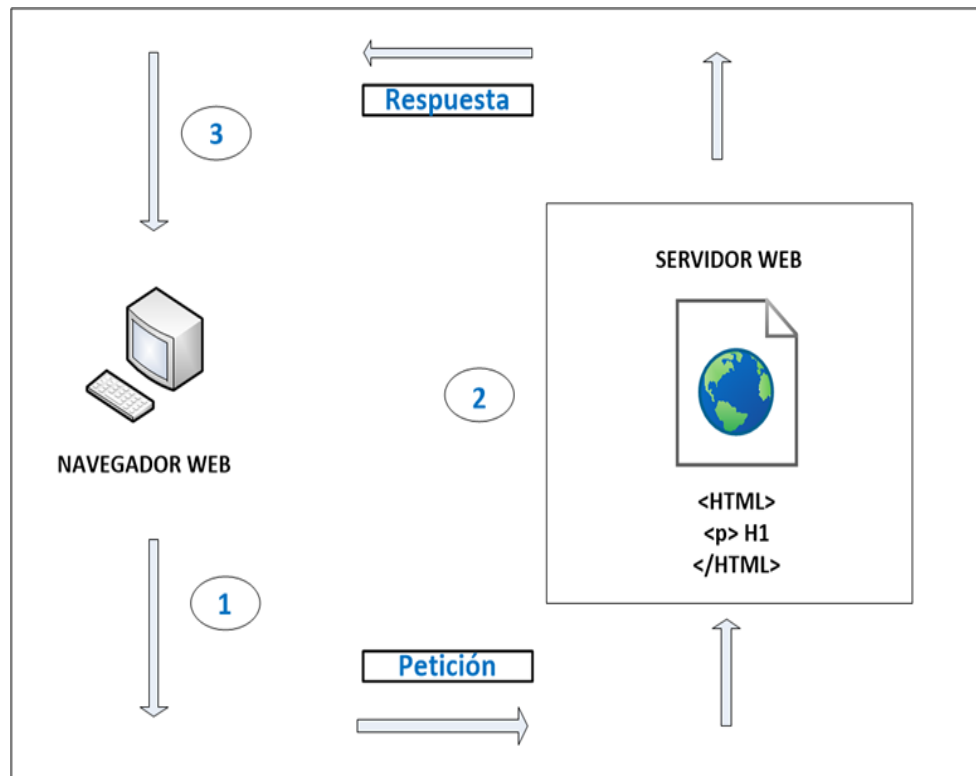 Respuesta
3
SERVIDOR WEB
2
NAVEGADOR WEB
<HTML>
<p> H1
</HTML>
1
Petición